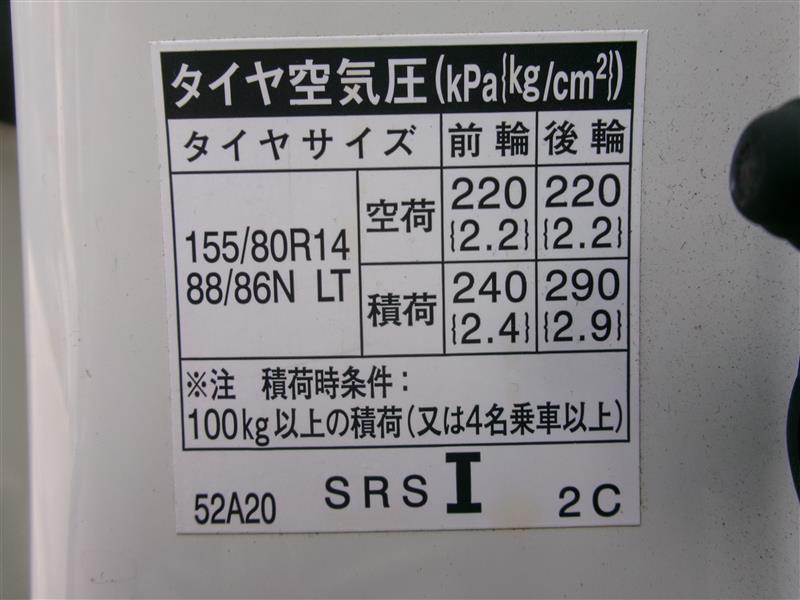 タイヤ空気圧(kPa{kg/cm²})
タイヤサイズ 前輪 後輪
155/80R14
88/86N LT
空荷 220 220
{2.2} {2.2}
積荷 240 290
{2.4} {2.9}
※注 積荷時条件:
100kg以上の積荷(又は4名乗車以上)
52A20 SRS I 2C